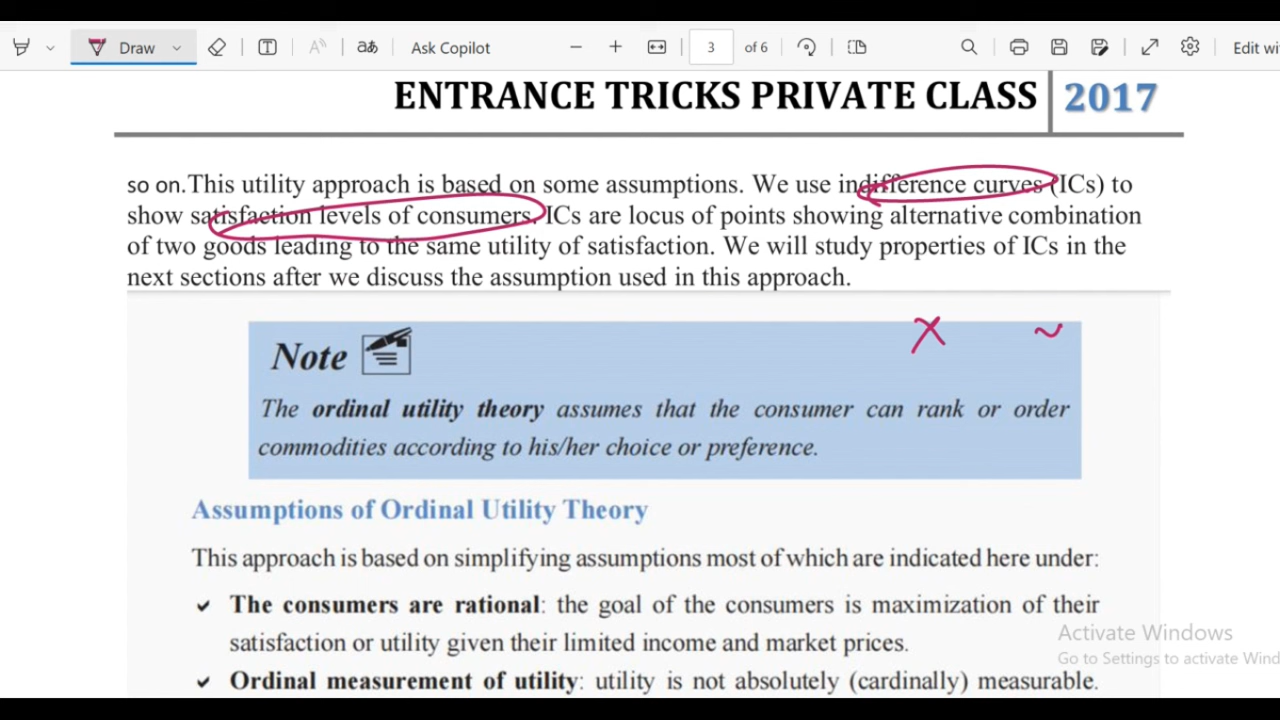 Draw
aあ
Ask Copilot
3 of 6
Edit wi
ENTRANCE TRICKS PRIVATE CLASS 2017
so on.This utility approach is based on some assumptions. We use indifference curves (ICs) to
show satisfaction levels of consumers. ICs are locus of points showing alternative combination
of two goods leading to the same utility of satisfaction. We will study properties of ICs in the
next sections after we discuss the assumption used in this approach.
X ~
Note
The ordinal utility theory assumes that the consumer can rank or order
commodities according to his/her choice or preference.
Assumptions of Ordinal Utility Theory
This approach is based on simplifying assumptions most of which are indicated here under:
✓ The consumers are rational: the goal of the consumers is maximization of their
satisfaction or utility given their limited income and market prices.
Activate Windows
Go to Settings to activate Wind
✓ Ordinal measurement of utility: utility is not absolutely (cardinally) measurable.